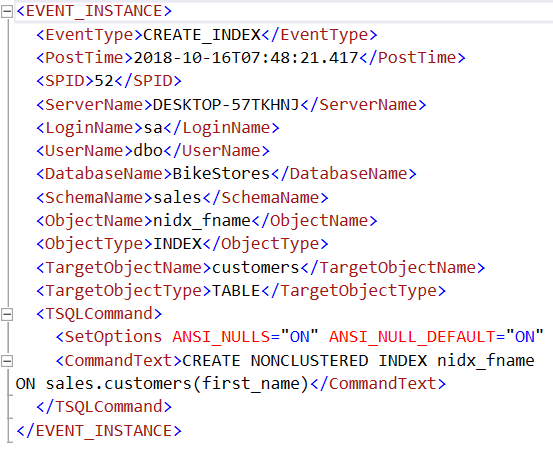 <EVENT_INSTANCE>
<EventType>CREATE_INDEX</EventType>
<PostTime>2018-10-16T07:48:21.417</PostTime>
<SPID>52</SPID>
<ServerName>DESKTOP-57TKHNJ</ServerName>
<LoginName>sa</LoginName>
<UserName>dbo</UserName>
<DatabaseName>BikeStores</DatabaseName>
<SchemaName>sales</SchemaName>
<ObjectName>nidx_fname</ObjectName>
<ObjectType>INDEX</ObjectType>
<TargetObjectName>customers</TargetObjectName>
<TargetObjectType>TABLE</TargetObjectType>
<TSQLCommand>
<SetOptions ANSI_NULLS="ON" ANSI_NULL_DEFAULT="ON"
<CommandText>CREATE NONCLUSTERED INDEX nidx_fname
ON sales.customers(first_name)</CommandText>
</TSQLCommand>
</EVENT_INSTANCE>